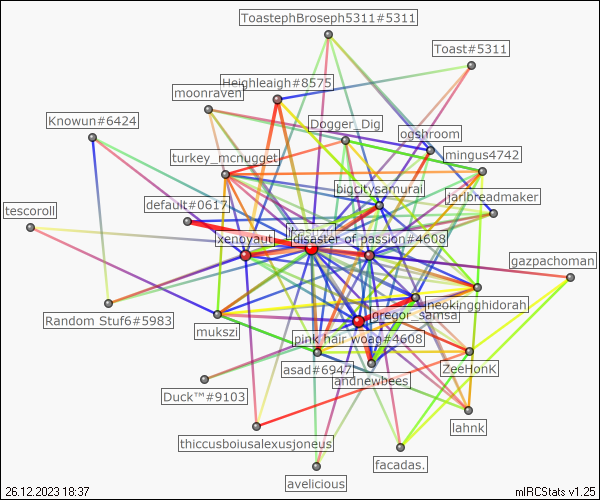 ToastephBroseph5311#5311
Toast#5311
Heighleagh#8575
moonraven
Knowun#6424
Dogger_Dig
ogshroom
mingus4742
turkey_mcnugget
bigcitysamurai
jarlbreadmaker
default#0617
tescoroll
xenoyaut
disaster of passion#4608
gazpachoman
neokingghidorah
Random Stuf6#5983
mukszi
gregor_samsa
pink hair woag#4608
asad#6947
andnewbees
ZeeHonK
Duck™#9103
lahnk
thiccusboiusalexusjoneus
facadas.
avelicious
26.12.2023 18:37
mIRCStats v1.25